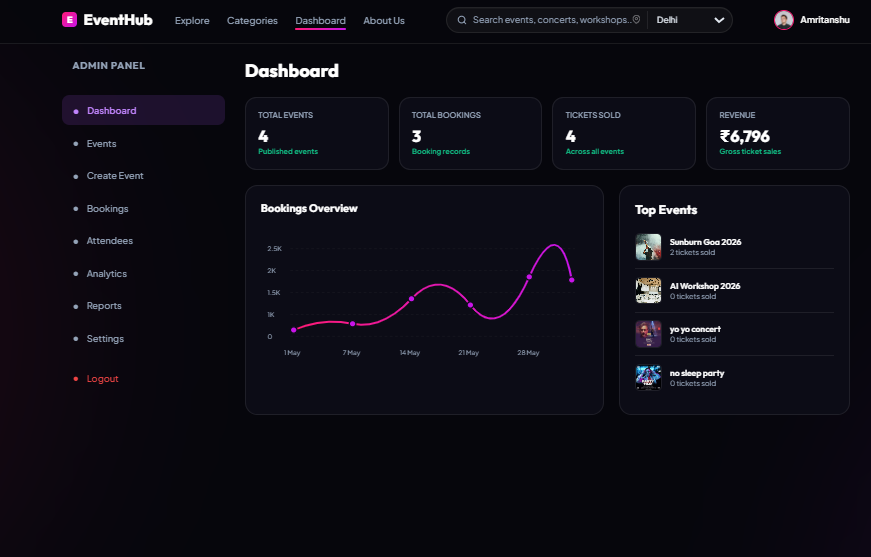 E EventHub Explore Categories Dashboard About Us Search events, concerts, workshops.. Delhi Amritanshu
ADMIN PANEL
Dashboard
Events
Create Event
Bookings
Attendees
Analytics
Reports
Settings
Logout
Dashboard
TOTAL EVENTS
4
Published events
TOTAL BOOKINGS
3
Booking records
TICKETS SOLD
4
Across all events
REVENUE
₹6,796
Gross ticket sales
Bookings Overview
2.5K
2K
1.5K
1K
0
1 May 7 May 14 May 21 May 28 May
Top Events
Sunburn Goa 2026
2 tickets sold
AI Workshop 2026
0 tickets sold
yo yo concert
0 tickets sold
no sleep party
0 tickets sold